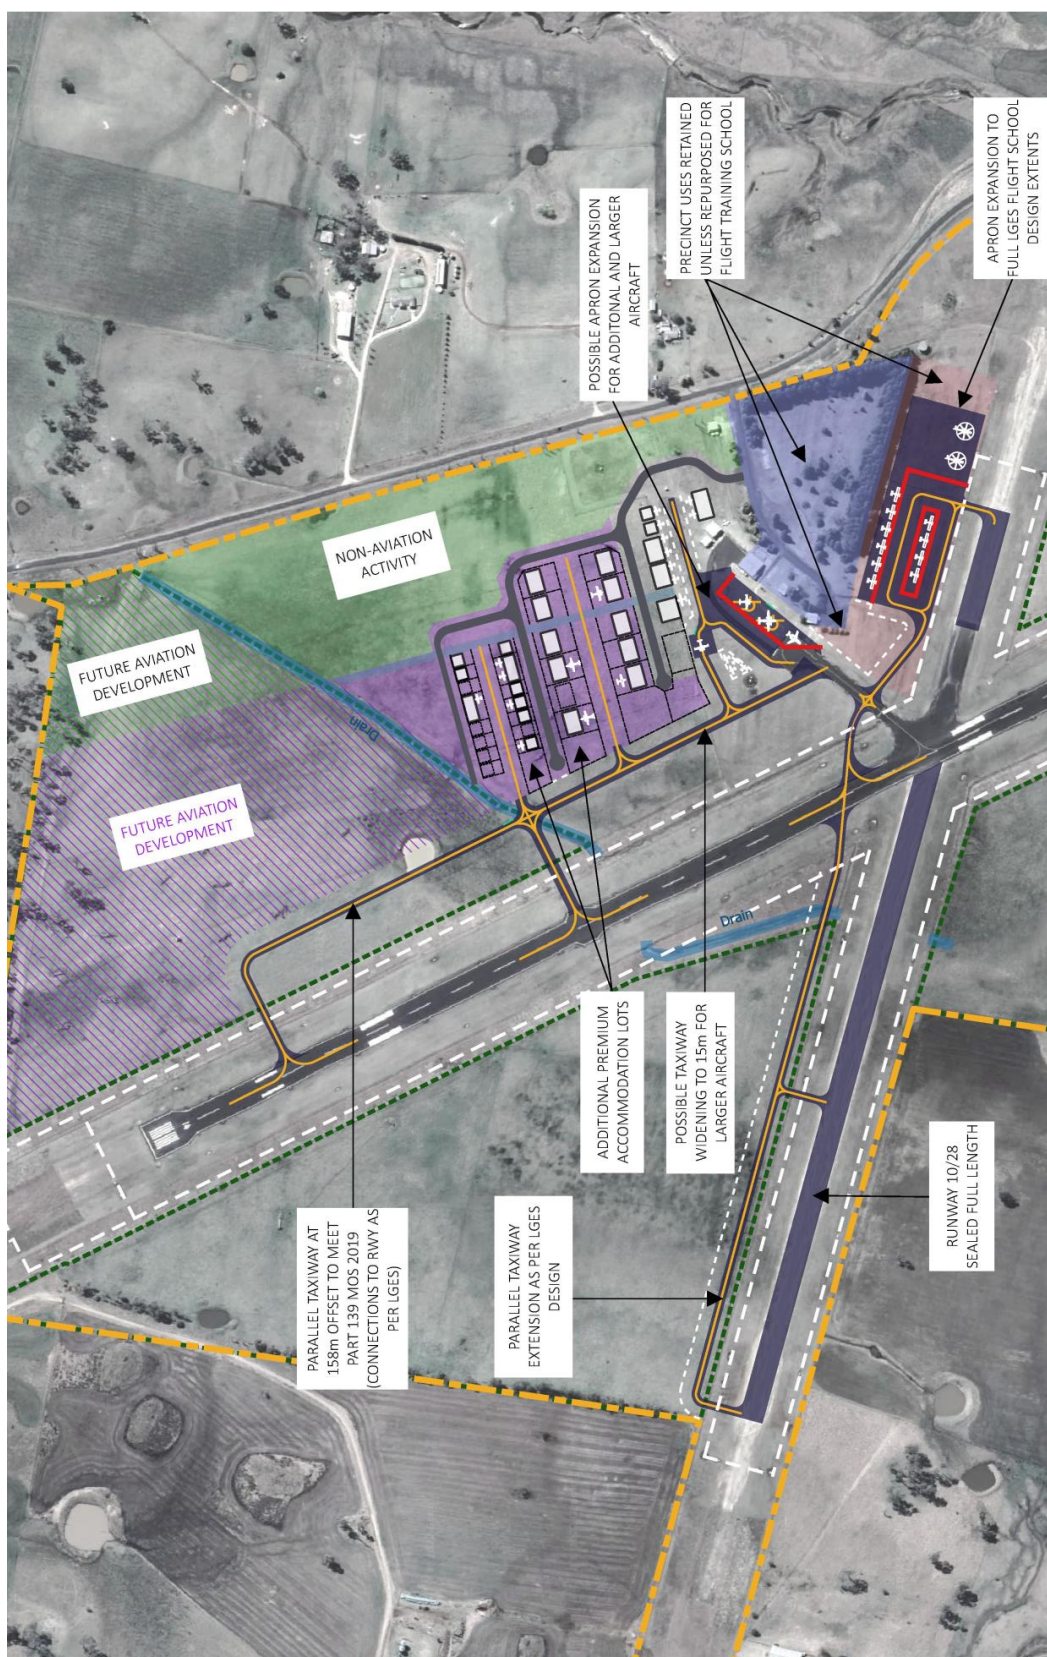 PARALLEL TAXIWAY AT
158m OFFSET TO MEET
PART 139 MOS 2019
(CONNECTIONS TO RWY AS
PER LGES)
PARALLEL TAXIWAY
EXTENSION AS PER LGES
DESIGN
RUNWAY 10/28
SEALED FULL LENGTH
ADDITIONAL PREMIUM
ACCOMMODATION LOTS
POSSIBLE TAXIWAY
WIDENING TO 15m FOR
LARGER AIRCRAFT
Drain
FUTURE AVIATION
DEVELOPMENT
FUTURE AVIATION
DEVELOPMENT
Drain
NON-AVIATION
ACTIVITY
POSSIBLE APRON EXPANSION
FOR ADDITONAL AND LARGER
AIRCRAFT
PRECINCT USES RETAINED
UNLESS REPURPOSED FOR
FLIGHT TRAINING SCHOOL
APRON EXPANSION TO
FULL LGES FLIGHT SCHOOL
DESIGN EXTENTS